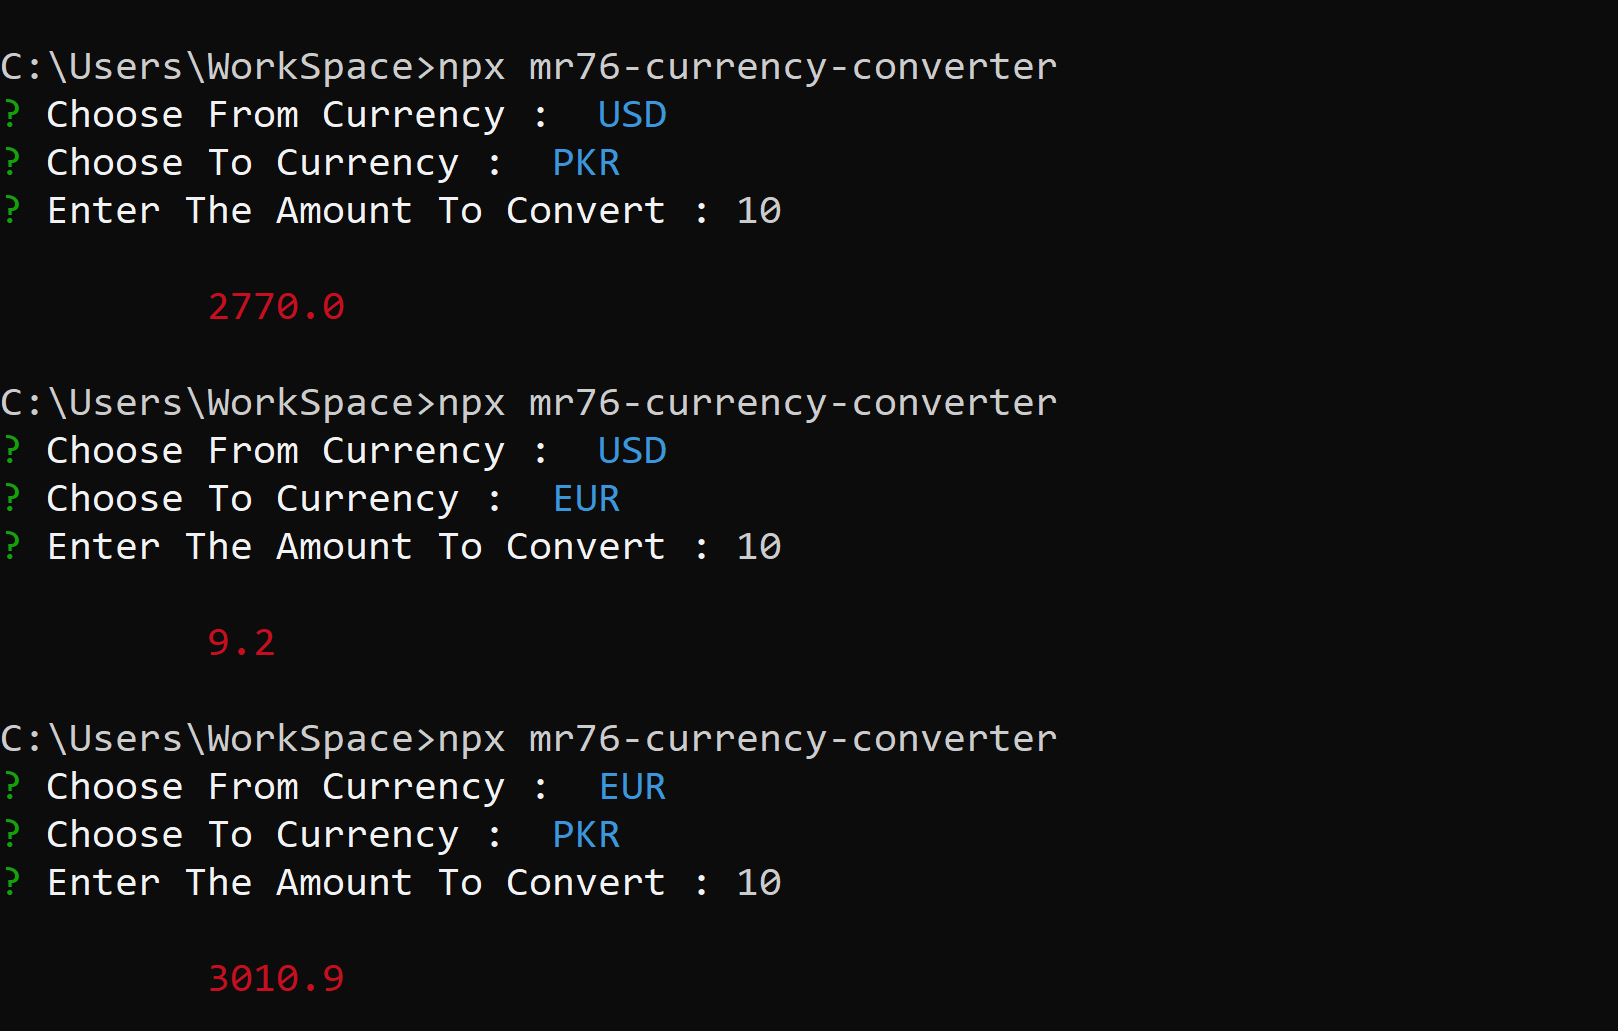 C:\Users\WorkSpace>npx mr76-currency-converter
? Choose From Currency :  USD
? Choose To Currency :  PKR
? Enter The Amount To Convert : 10
2770.0
C:\Users\WorkSpace>npx mr76-currency-converter
? Choose From Currency :  USD
? Choose To Currency :  EUR
? Enter The Amount To Convert : 10
9.2
C:\Users\WorkSpace>npx mr76-currency-converter
? Choose From Currency :  EUR
? Choose To Currency :  PKR
? Enter The Amount To Convert : 10
3010.9